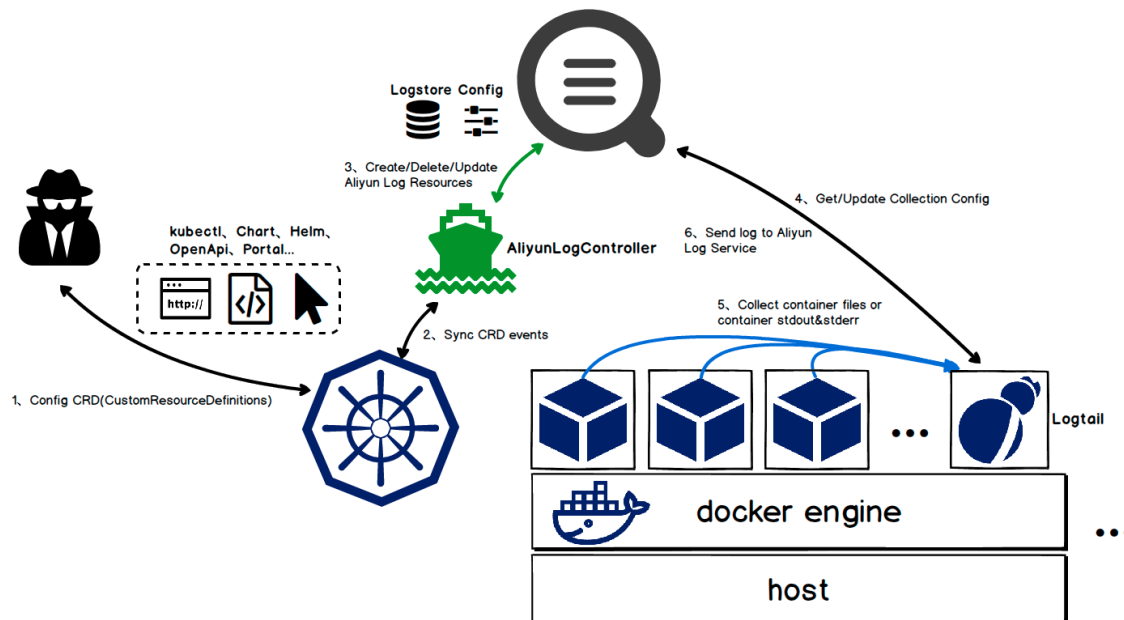 Logstore Config
3、Create/Delete/Update
Aliyun Log Resources
4、Get/Update Collection Config
kubectl、Chart、Helm、
OpenApi、Portal...
http://
</>
AliyunLogController
6、Send log to Aliyun
Log Service
2、Sync CRD events
5、Collect container files or
container stdout&stderr
1、Config CRD(CustomResourceDefinitions)
Logtail
docker engine
host